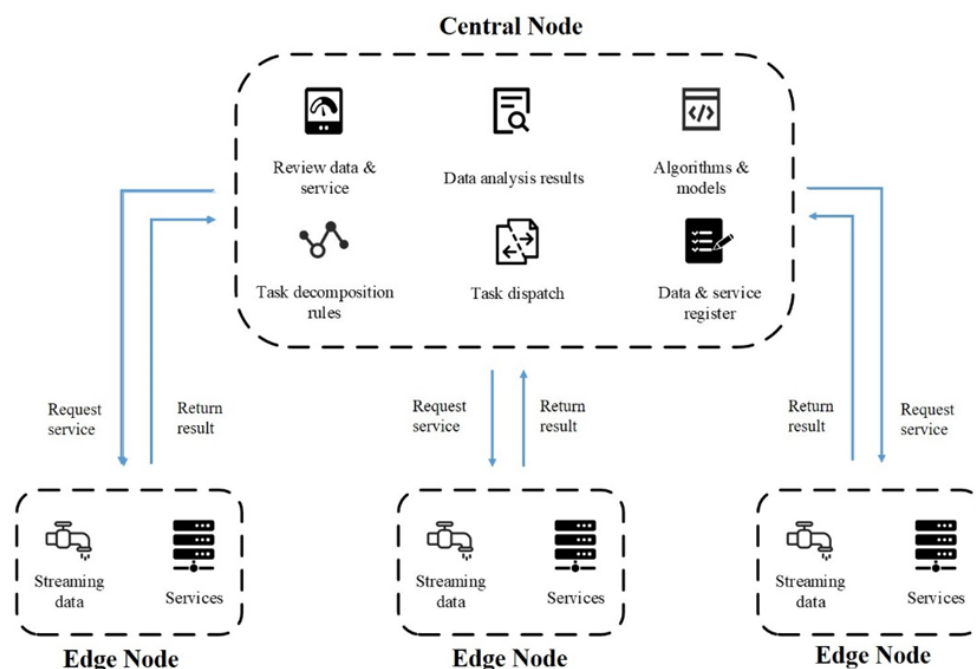 Central Node
Review data &
service
Data analysis results
Algorithms &
models
Task decomposition
rules
Task dispatch
Data & service
register
Request
service
Return
result
Request
service
Return
result
Return
result
Request
service
Streaming
data
Services
Streaming
data
Services
Streaming
data
Services
Edge Node
Edge Node
Edge Node